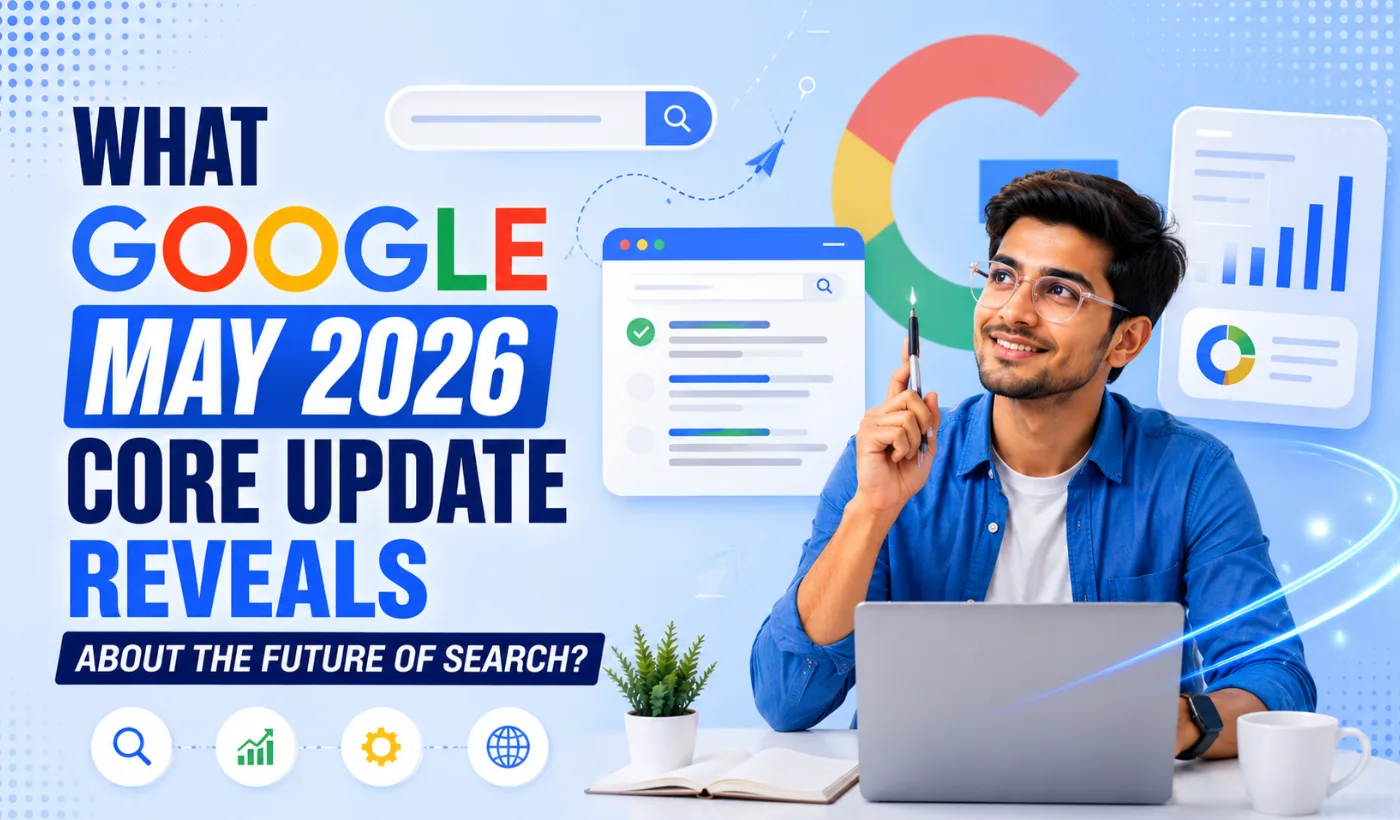 WHAT
GOOGLE
MAY 2026
CORE UPDATE
REVEALS
ABOUT THE FUTURE OF SEARCH?